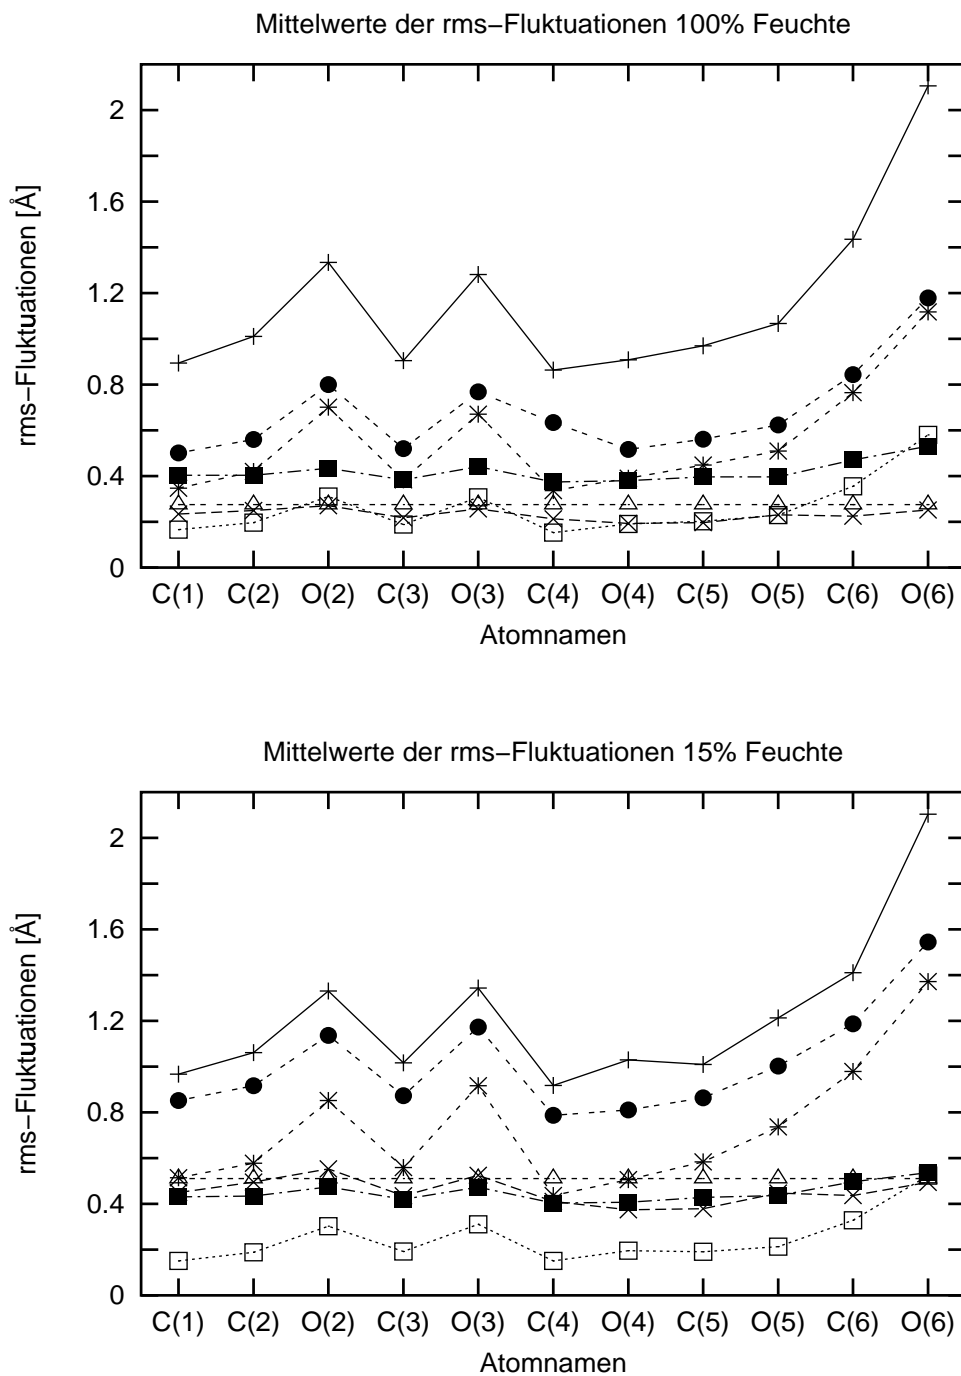 Mittelwerte der rms−Fluktuationen 100% Feuchte
rms−Fluktuationen [Å]
2
1.6
1.2
0.8
0.4
0
C(1) C(2) O(2) C(3) O(3) C(4) O(4) C(5) O(5) C(6) O(6)
Atomnamen
Mittelwerte der rms−Fluktuationen 15% Feuchte
rms−Fluktuationen [Å]
2
1.6
1.2
0.8
0.4
0
C(1) C(2) O(2) C(3) O(3) C(4) O(4) C(5) O(5) C(6) O(6)
Atomnamen